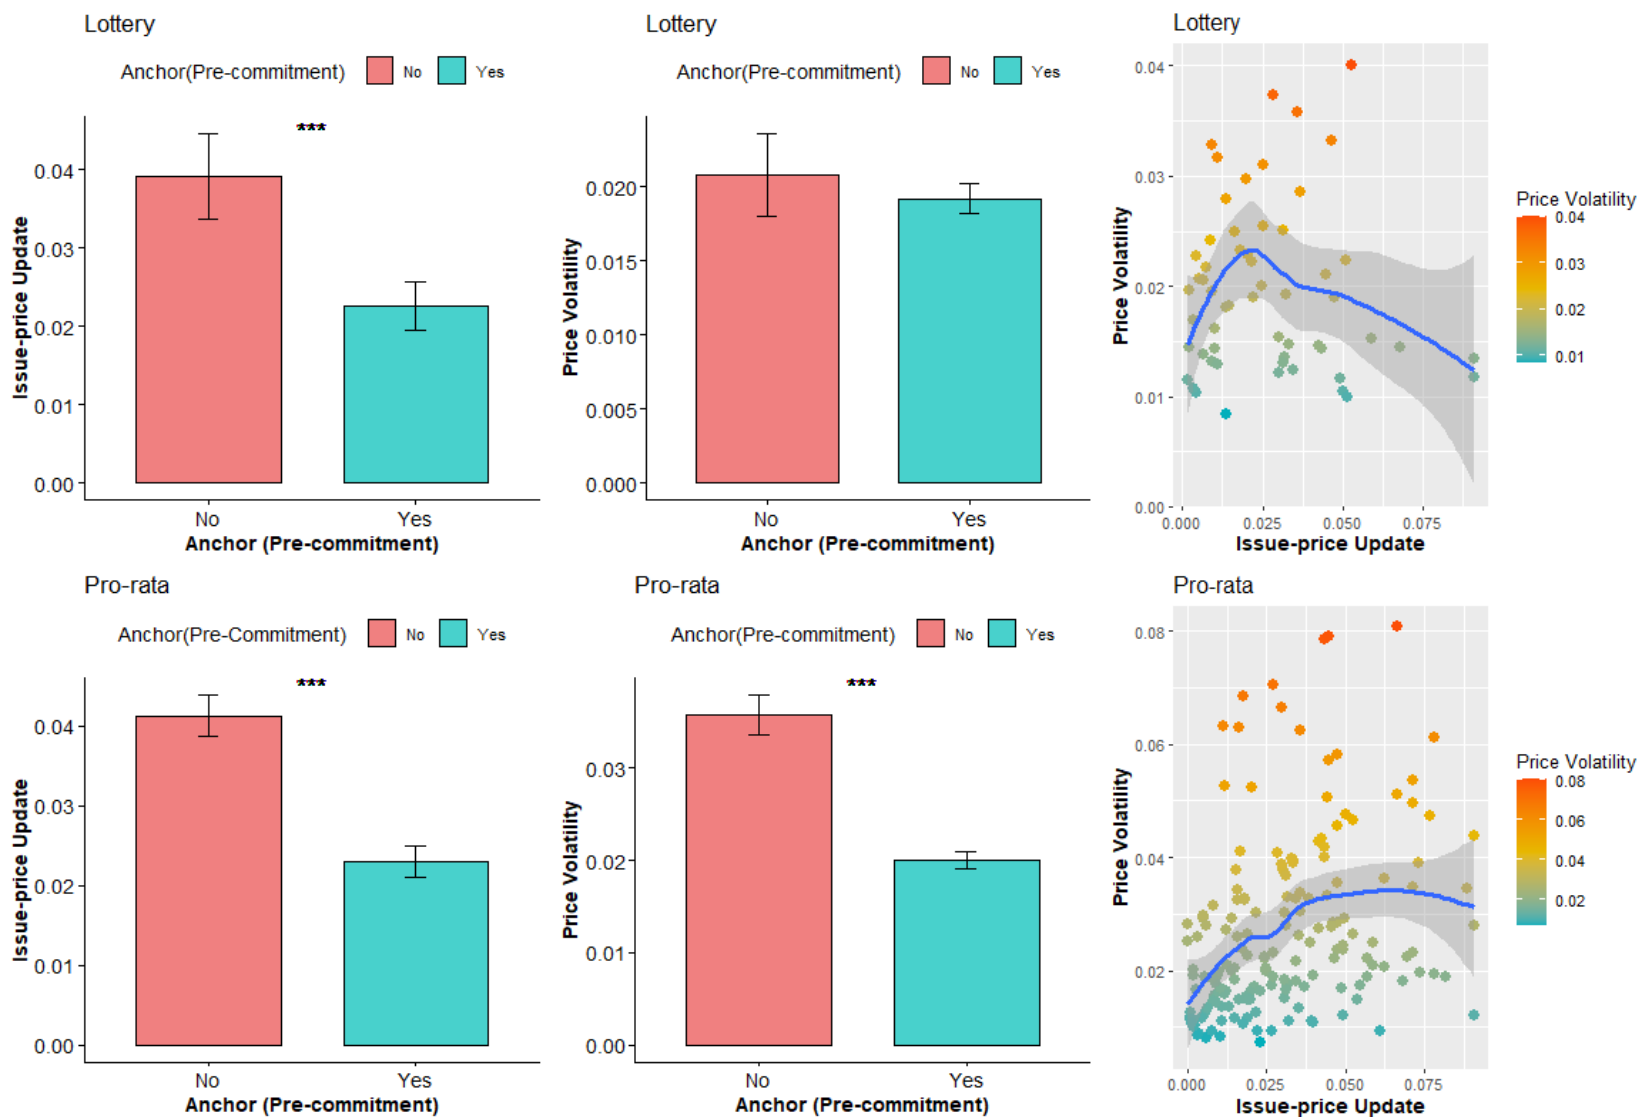 Lottery
Anchor(Pre-commitment) No Yes
***
Issue-price Update
0.04
0.03
0.02
0.01
0.00
No Yes
Anchor (Pre-commitment)
Lottery
Anchor(Pre-commitment) No Yes
Price Volatility
0.020
0.015
0.010
0.005
0.000
No Yes
Anchor (Pre-commitment)
Lottery
Price Volatility
0.04
0.03
0.02
0.01
0.00
0.000 0.025 0.050 0.075
Issue-price Update
Price Volatility
0.04
0.03
0.02
0.01
Pro-rata
Anchor(Pre-Commitment) No Yes
***
Issue-price Update
0.04
0.03
0.02
0.01
0.00
No Yes
Anchor (Pre-commitment)
Pro-rata
Anchor(Pre-commitment) No Yes
***
Price Volatility
0.03
0.02
0.01
0.00
No Yes
Anchor (Pre-commitment)
Pro-rata
Price Volatility
0.08
0.06
0.04
0.02
0.000 0.025 0.050 0.075
Issue-price Update
Price Volatility
0.08
0.06
0.04
0.02